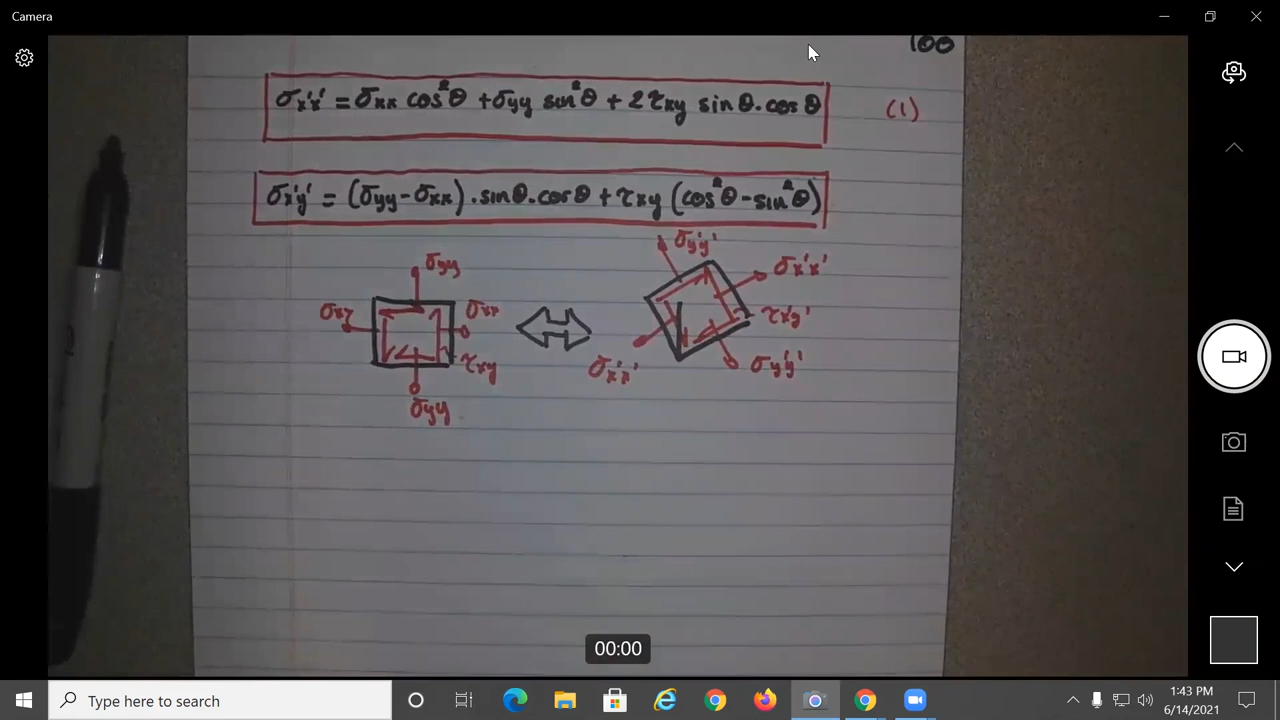 Camera
100
σx'x' = σxx cos²θ + σyy sin²θ + 2τxy sinθ.cosθ (1)
σx'y' = (σyy-σxx).sinθ.cosθ + τxy (cos²θ - sin²θ)
σyy σy'y'
σx'x'
σxx σxx
τx'y'
τxy σx'x' σy'y'
σyy
00:00
Type here to search
1:43 PM
6/14/2021